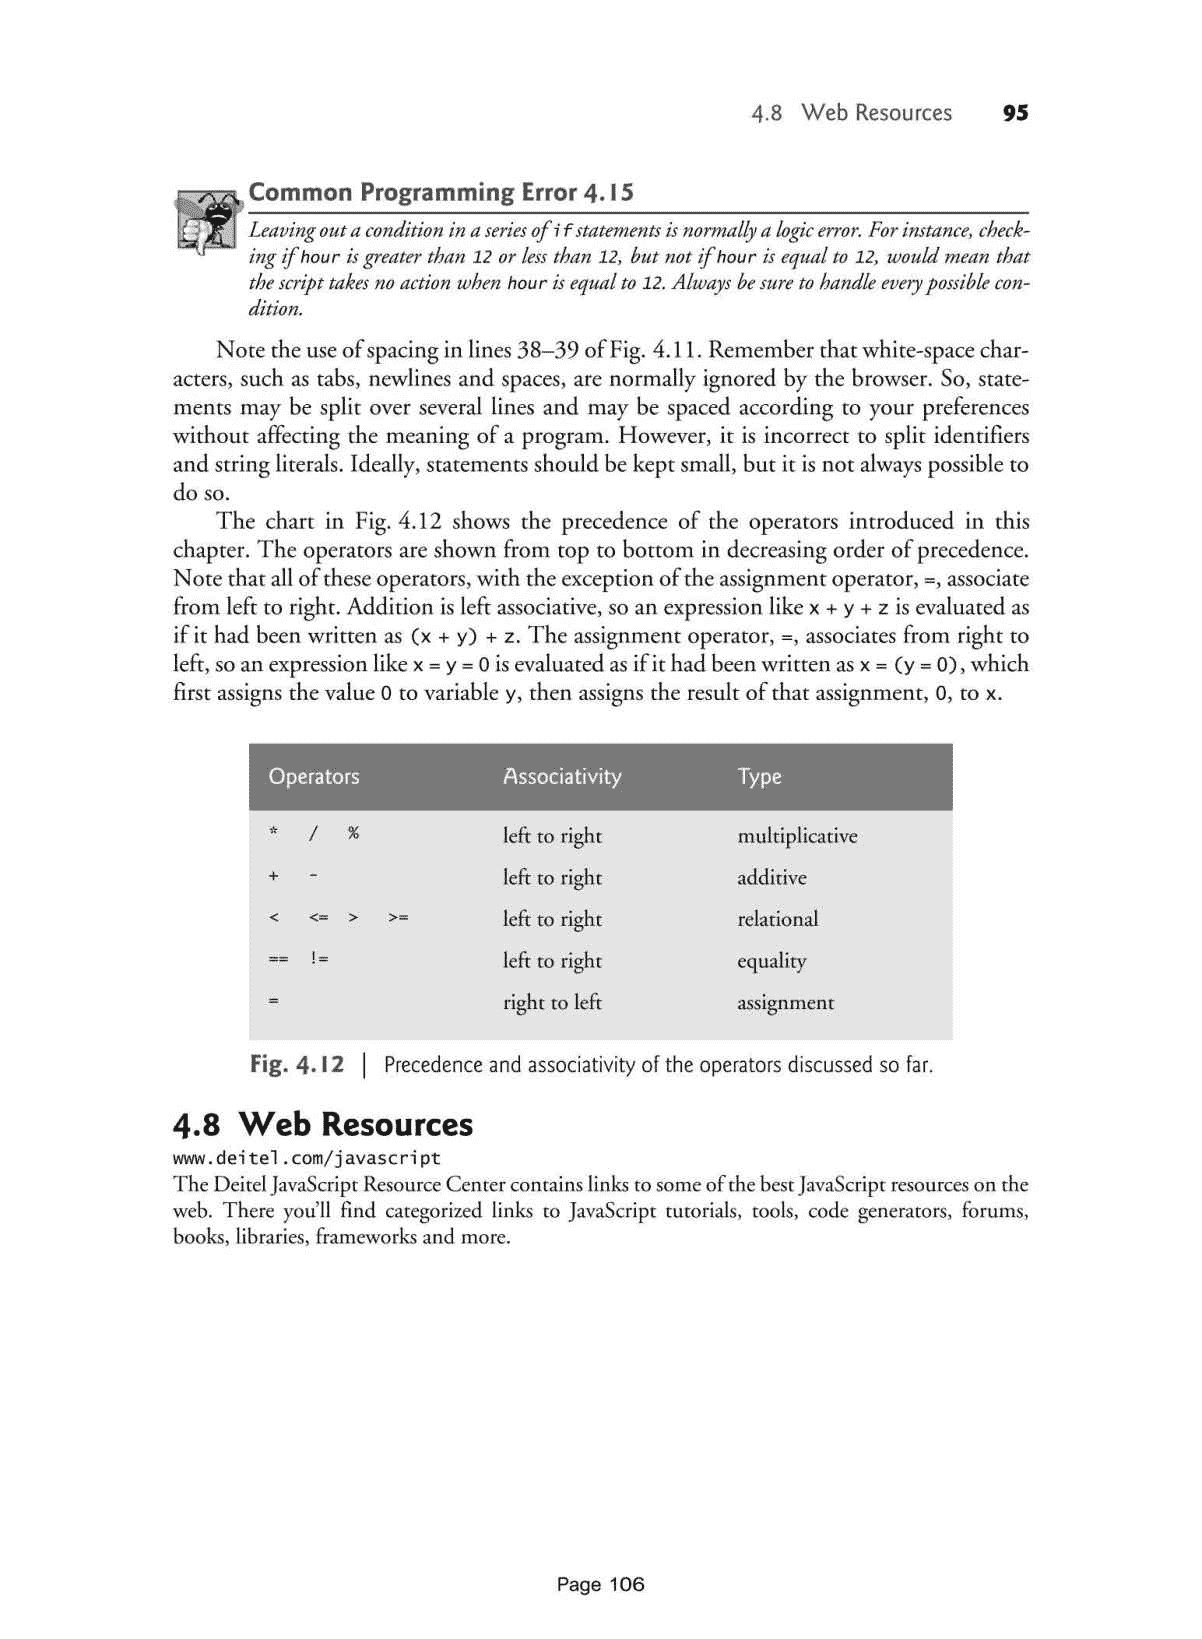 4.8 Web Resources 95
Common Programming Error 4.15
Leaving out a condition in a series of if statements is normally a logic error. For instance, check-
ing if hour is greater than 12 or less than 12, but not if hour is equal to 12, would mean that
the script takes no action when hour is equal to 12. Always be sure to handle every possible con-
dition.
Note the use of spacing in lines 38–39 of Fig. 4.11. Remember that white-space char-
acters, such as tabs, newlines and spaces, are normally ignored by the browser. So, state-
ments may be split over several lines and may be spaced according to your preferences
without affecting the meaning of a program. However, it is incorrect to split identifiers
and string literals. Ideally, statements should be kept small, but it is not always possible to
do so.
The chart in Fig. 4.12 shows the precedence of the operators introduced in this
chapter. The operators are shown from top to bottom in decreasing order of precedence.
Note that all of these operators, with the exception of the assignment operator, =, associate
from left to right. Addition is left associative, so an expression like x + y + z is evaluated as
if it had been written as (x + y) + z. The assignment operator, =, associates from right to
left, so an expression like x = y = 0 is evaluated as if it had been written as x = (y = 0), which
first assigns the value 0 to variable y, then assigns the result of that assignment, 0, to x.
Operators Associativity Type
* / % left to right multiplicative
+ - left to right additive
< <= > >= left to right relational
== != left to right equality
= right to left assignment
Fig. 4.12 | Precedence and associativity of the operators discussed so far.
4.8 Web Resources
www.deitel.com/javascript
The Deitel JavaScript Resource Center contains links to some of the best JavaScript resources on the
web. There you'll find categorized links to JavaScript tutorials, tools, code generators, forums,
books, libraries, frameworks and more.
Page 106